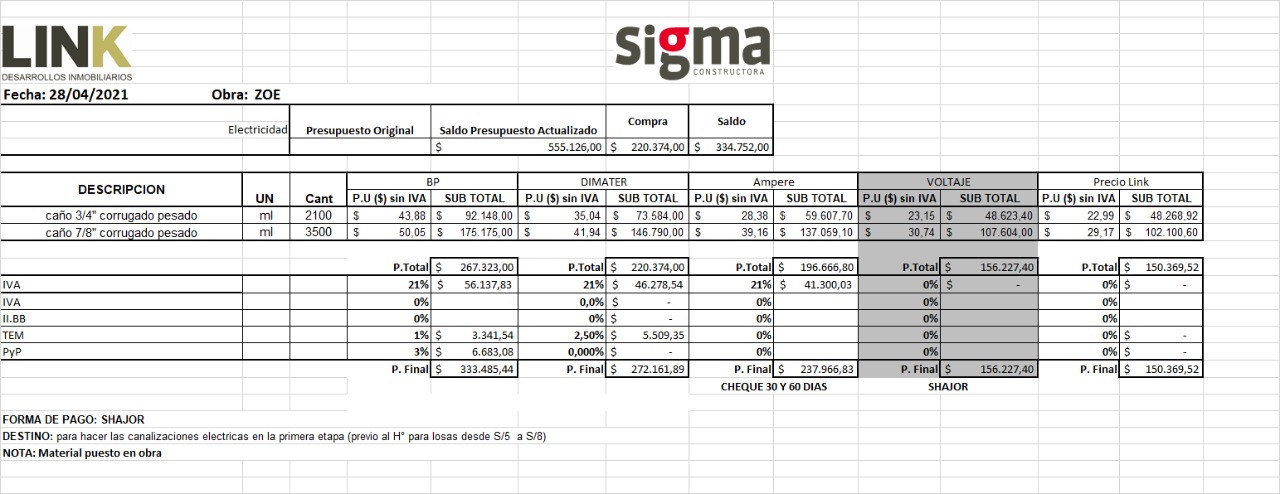 LINK
DESARROLLOS INMOBILIARIOS
sigma
CONSTRUCTORA
Fecha: 28/04/2021 Obra: ZOE
Electricidad Presupuesto Original Saldo Presupuesto Actualizado Compra Saldo
$ 555.126,00 $ 220.374,00 $ 334.752,00
DESCRIPCION UN Cant BP DIMATER Ampere VOLTAJE Precio Link
P.U ($) sin IVA SUB TOTAL P.U ($) sin IVA SUB TOTAL P.U ($) sin IVA SUB TOTAL P.U ($) sin IVA SUB TOTAL P.U ($) sin IVA SUB TOTAL
caño 3/4" corrugado pesado ml 2100 $ 43,88 $ 92.148,00 $ 35,04 $ 73.584,00 $ 28,38 $ 59.607,70 $ 23,15 $ 48.623,40 $ 22,99 $ 48.268,92
caño 7/8" corrugado pesado ml 3500 $ 50,05 $ 175.175,00 $ 41,94 $ 146.790,00 $ 39,16 $ 137.059,10 $ 30,74 $ 107.604,00 $ 29,17 $ 102.100,60
P.Total $ 267.323,00 P.Total $ 220.374,00 P.Total $ 196.666,80 P.Total $ 156.227,40 P.Total $ 150.369,52
IVA 21% $ 56.137,83 21% $ 46.278,54 21% $ 41.300,03 0% $ - 0% $ -
IVA 0% 0,0% $ - 0% 0% 0%
II.BB 0% 0% $ - 0% 0% 0%
TEM 1% $ 3.341,54 2,50% $ 5.509,35 0% 0% 0% $ -
PyP 3% $ 6.683,08 0,000% $ - 0% 0% 0% $ -
P. Final $ 333.485,44 P. Final $ 272.161,89 P. Final $ 237.966,83 P. Final $ 156.227,40 P. Final $ 150.369,52
CHEQUE 30 Y 60 DIAS SHAJOR
FORMA DE PAGO: SHAJOR
DESTINO: para hacer las canalizaciones electricas en la primera etapa (previo al H° para losas desde S/5 a S/8)
NOTA: Material puesto en obra